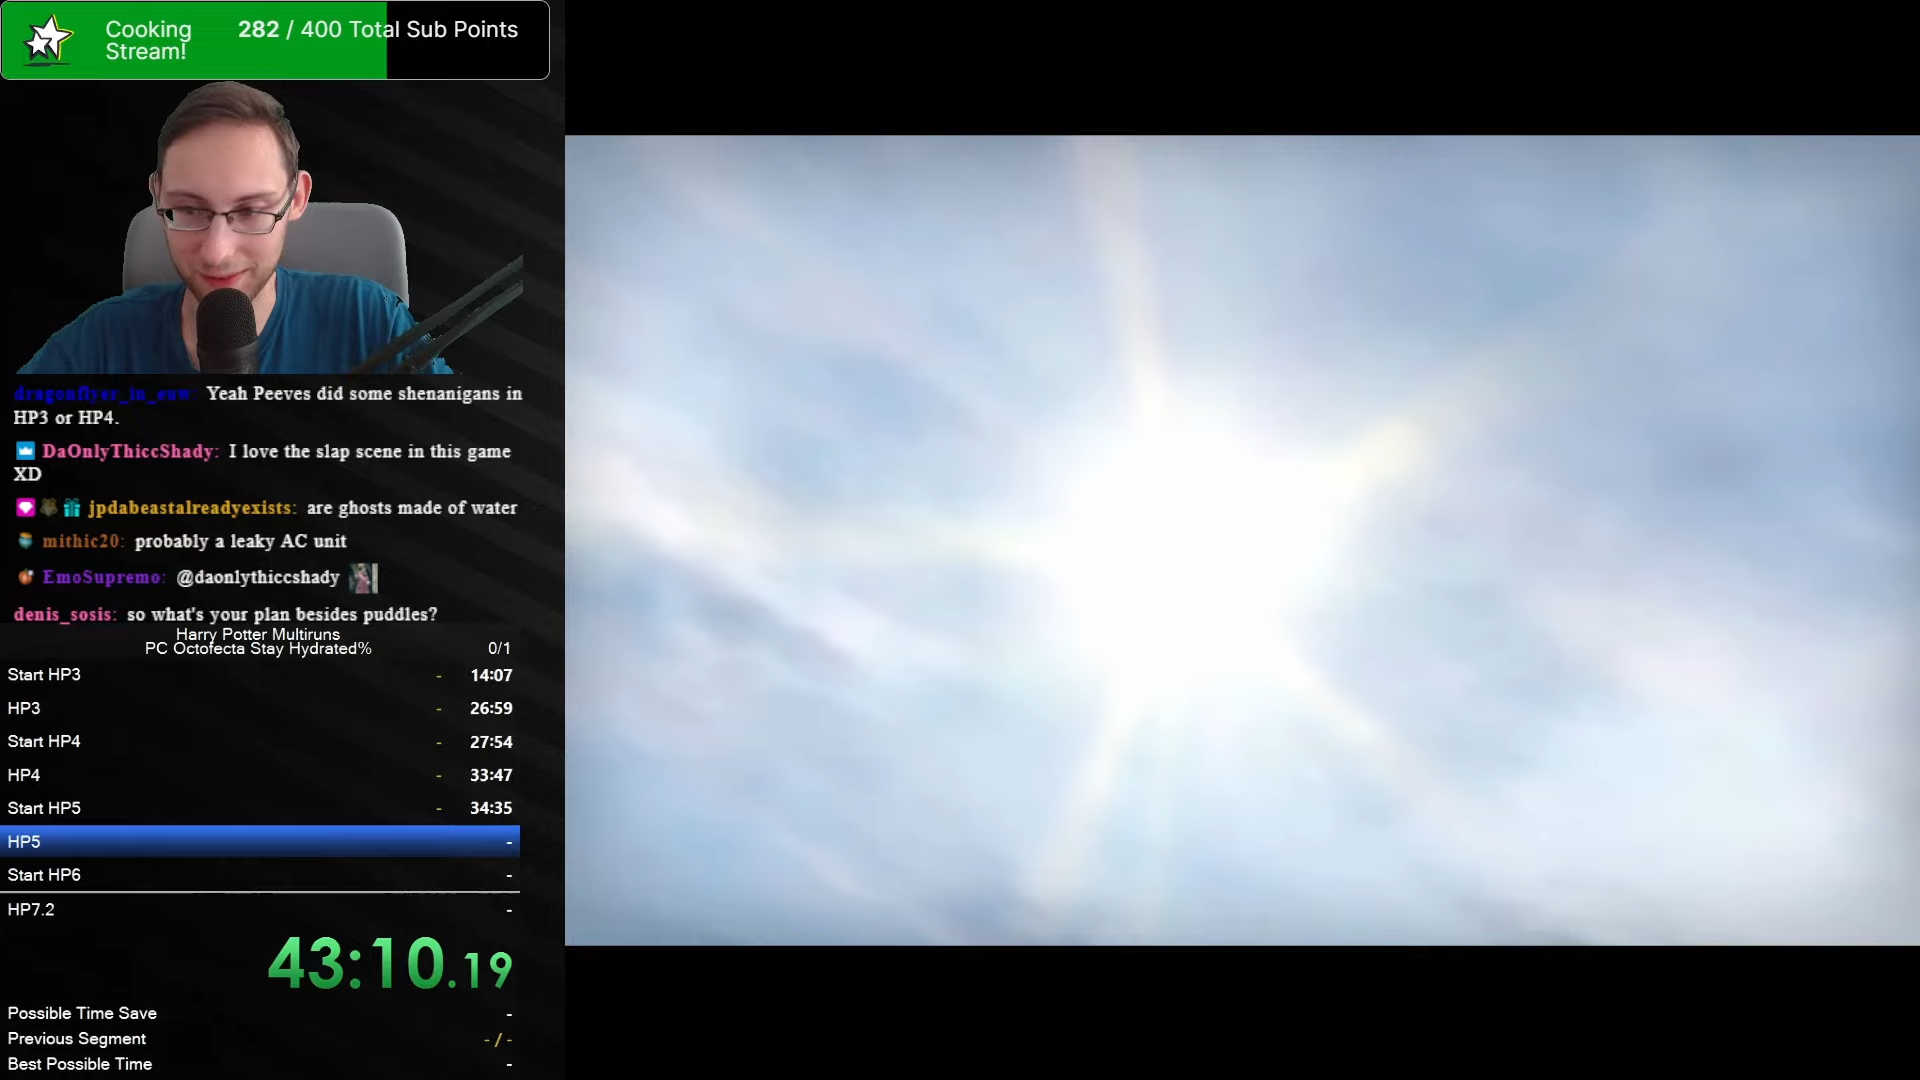 Cooking Stream!
282 / 400 Total Sub Points
dragonflyer_in_euw: Yeah Peeves did some shenanigans in
HP3 or HP4.
DaOnlyThiccShady: I love the slap scene in this game
XD
jpdabeastalreadyexists: are ghosts made of water
mithic20: probably a leaky AC unit
EmoSupremo: @daonlythiccshady
denis_sosis: so what's your plan besides puddles?
Harry Potter Multiruns
PC Octofecta Stay Hydrated% 0/1
Start HP3 - 14:07
HP3 - 26:59
Start HP4 - 27:54
HP4 - 33:47
Start HP5 - 34:35
HP5 -
Start HP6 -
HP7.2 -
43:10.19
Possible Time Save -
Previous Segment - / -
Best Possible Time -